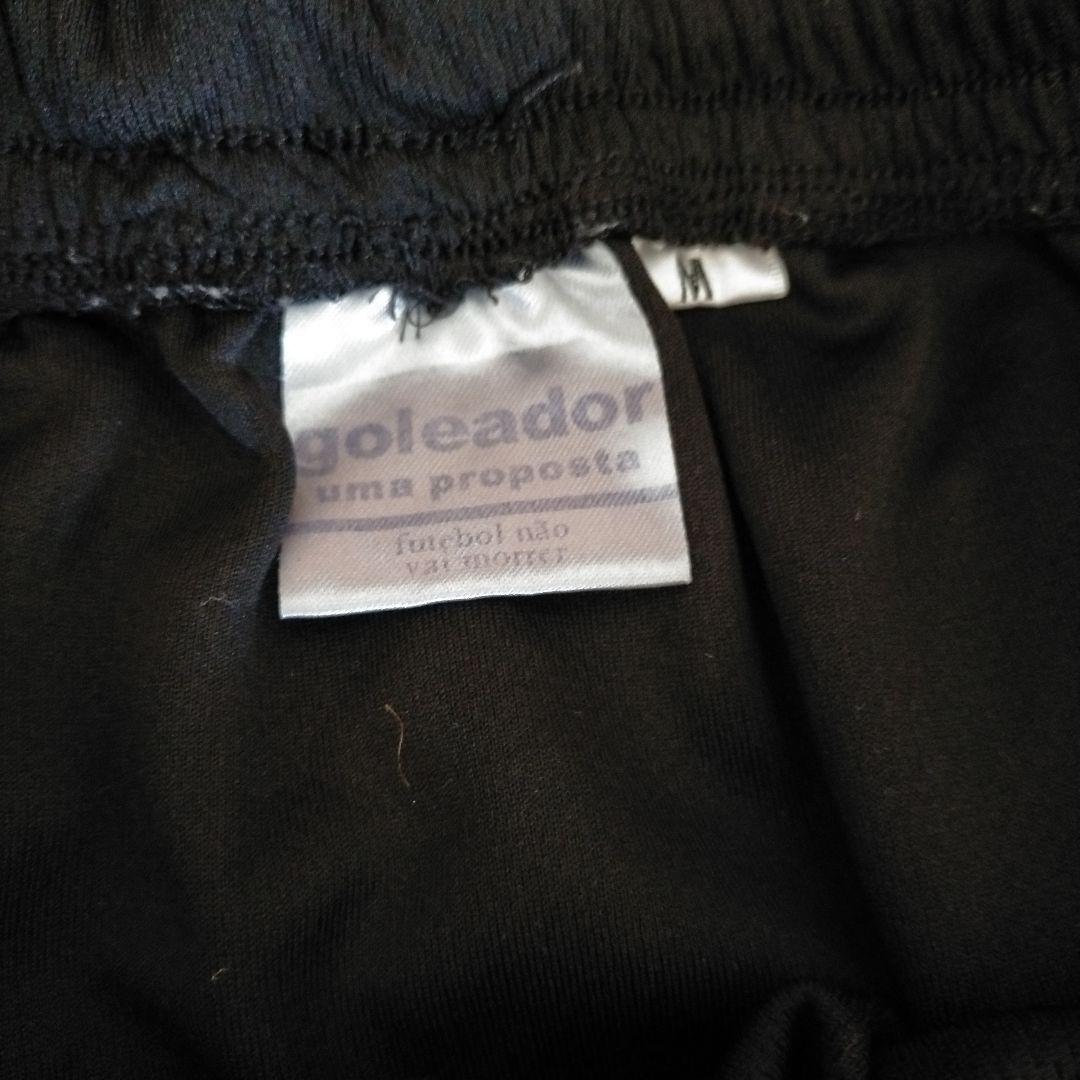 M
goleador
uma proposta
futebol não
vai morrer